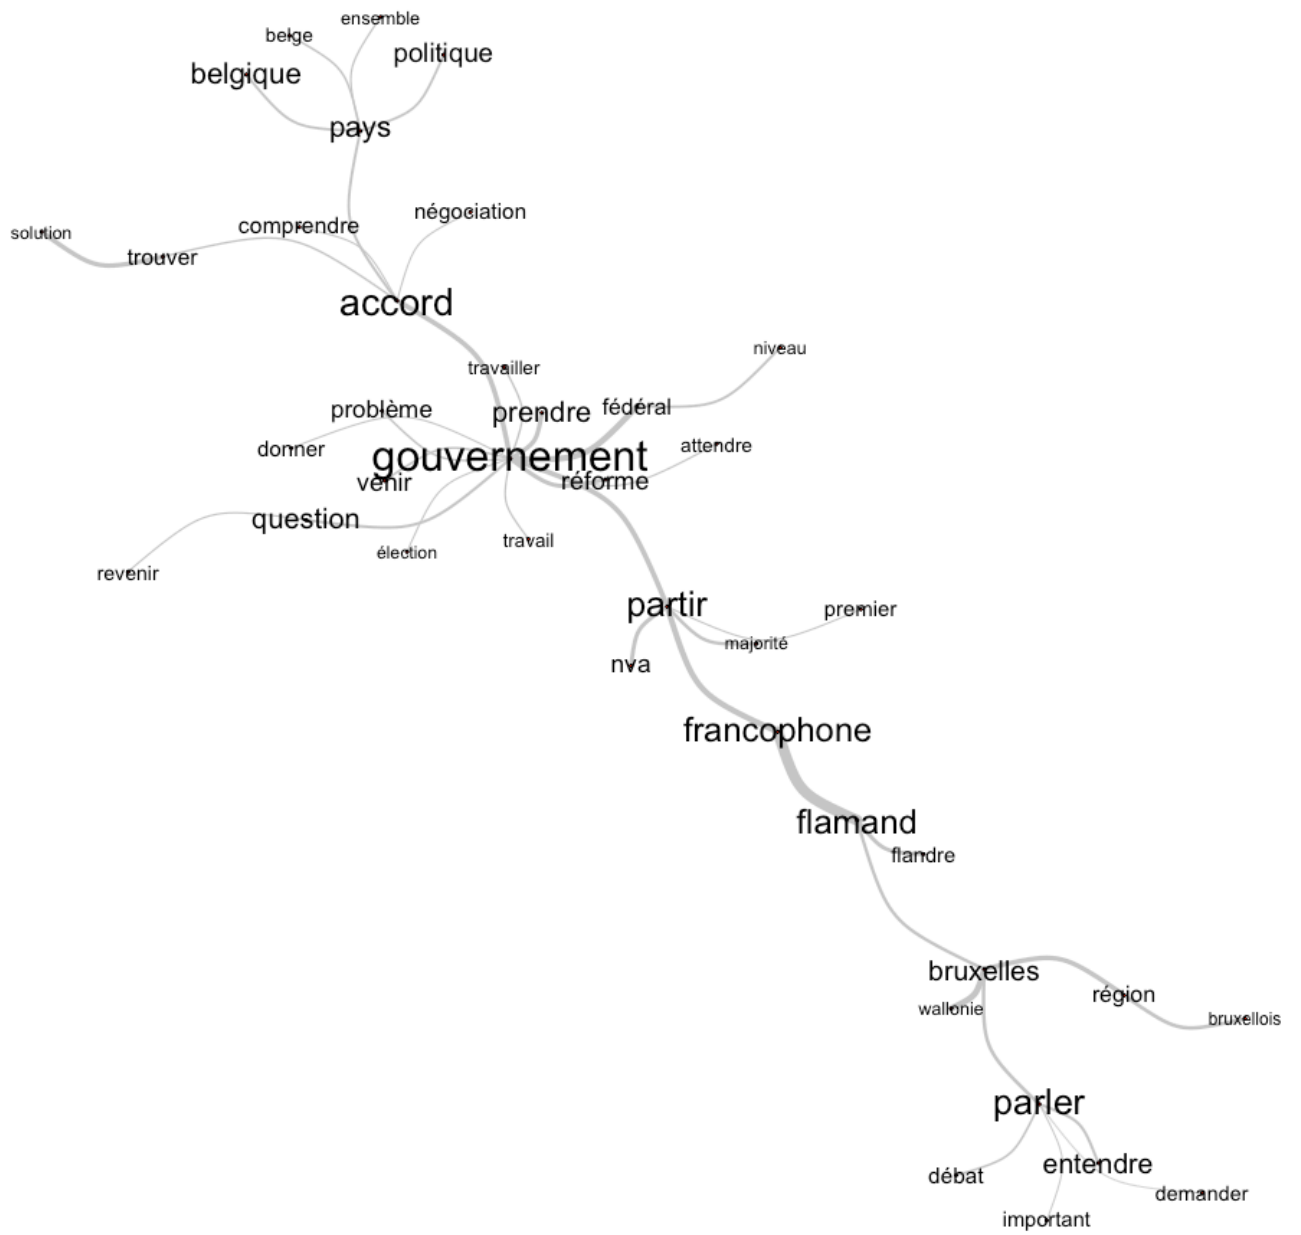 ensemble
belge
politique
belgique
pays
négociation
comprendre
solution
trouver
accord
niveau
travailler
fédéral
problème
prendre
attendre
donner
gouvernement
réforme
venir
question
travail
élection
revenir
partir
premier
majorité
nva
francophone
flamand
flandre
bruxelles
région
wallonie
bruxellois
parler
entendre
débat
demander
important